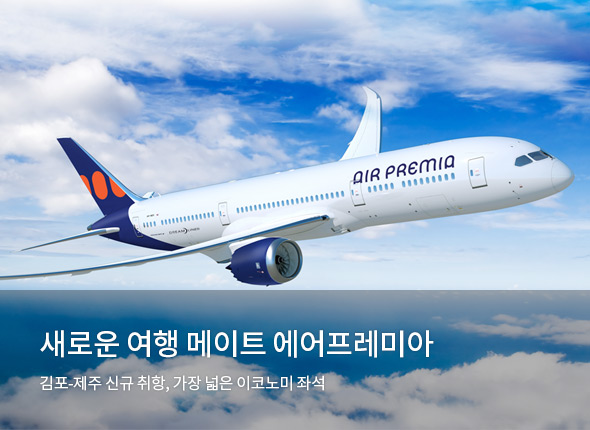 AIR PREMIA
새로운 여행 메이트 에어프레미아
김포-제주 신규 취항, 가장 넓은 이코노미 좌석